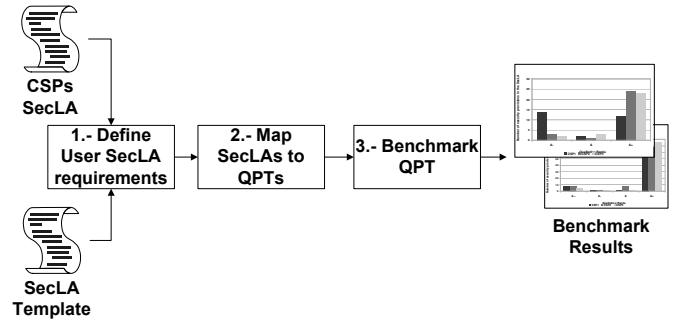 CSPs
SecLA
1.- Define
User SecLA
requirements
2.- Map
SecLAs to
QPTs
3.- Benchmark
QPT
SecLA
Template
Benchmark
Results